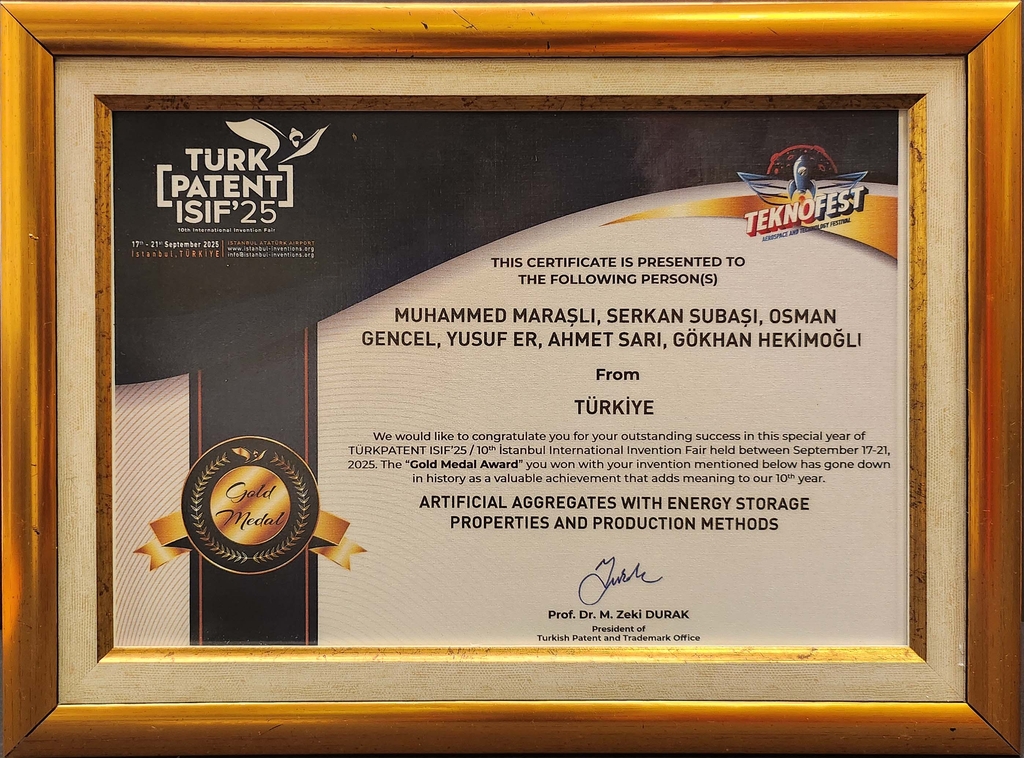 TURK
[PATENT]
ISIF'25
10th International Invention Fair
17th - 21st September 2025
İstanbul, TÜRKİYE
ISTANBUL ATATÜRK AIRPORT
www.istanbul-inventions.org
info@istanbul-inventions.org
TEKNOFEST
AEROSPACE AND TECHNOLOGY FESTIVAL
THIS CERTIFICATE IS PRESENTED TO
THE FOLLOWING PERSON(S)
MUHAMMED MARAŞLI, SERKAN SUBAŞI, OSMAN
GENCEL, YUSUF ER, AHMET SARI, GÖKHAN HEKİMOĞLI
From
TÜRKİYE
We would like to congratulate you for your outstanding success in this special year of
TÜRKPATENT ISIF'25 / 10th İstanbul International Invention Fair held between September 17-21,
2025. The "Gold Medal Award" you won with your invention mentioned below has gone down
in history as a valuable achievement that adds meaning to our 10th year.
ARTIFICIAL AGGREGATES WITH ENERGY STORAGE
PROPERTIES AND PRODUCTION METHODS
Gold
Medal
Prof. Dr. M. Zeki DURAK
President of
Turkish Patent and Trademark Office